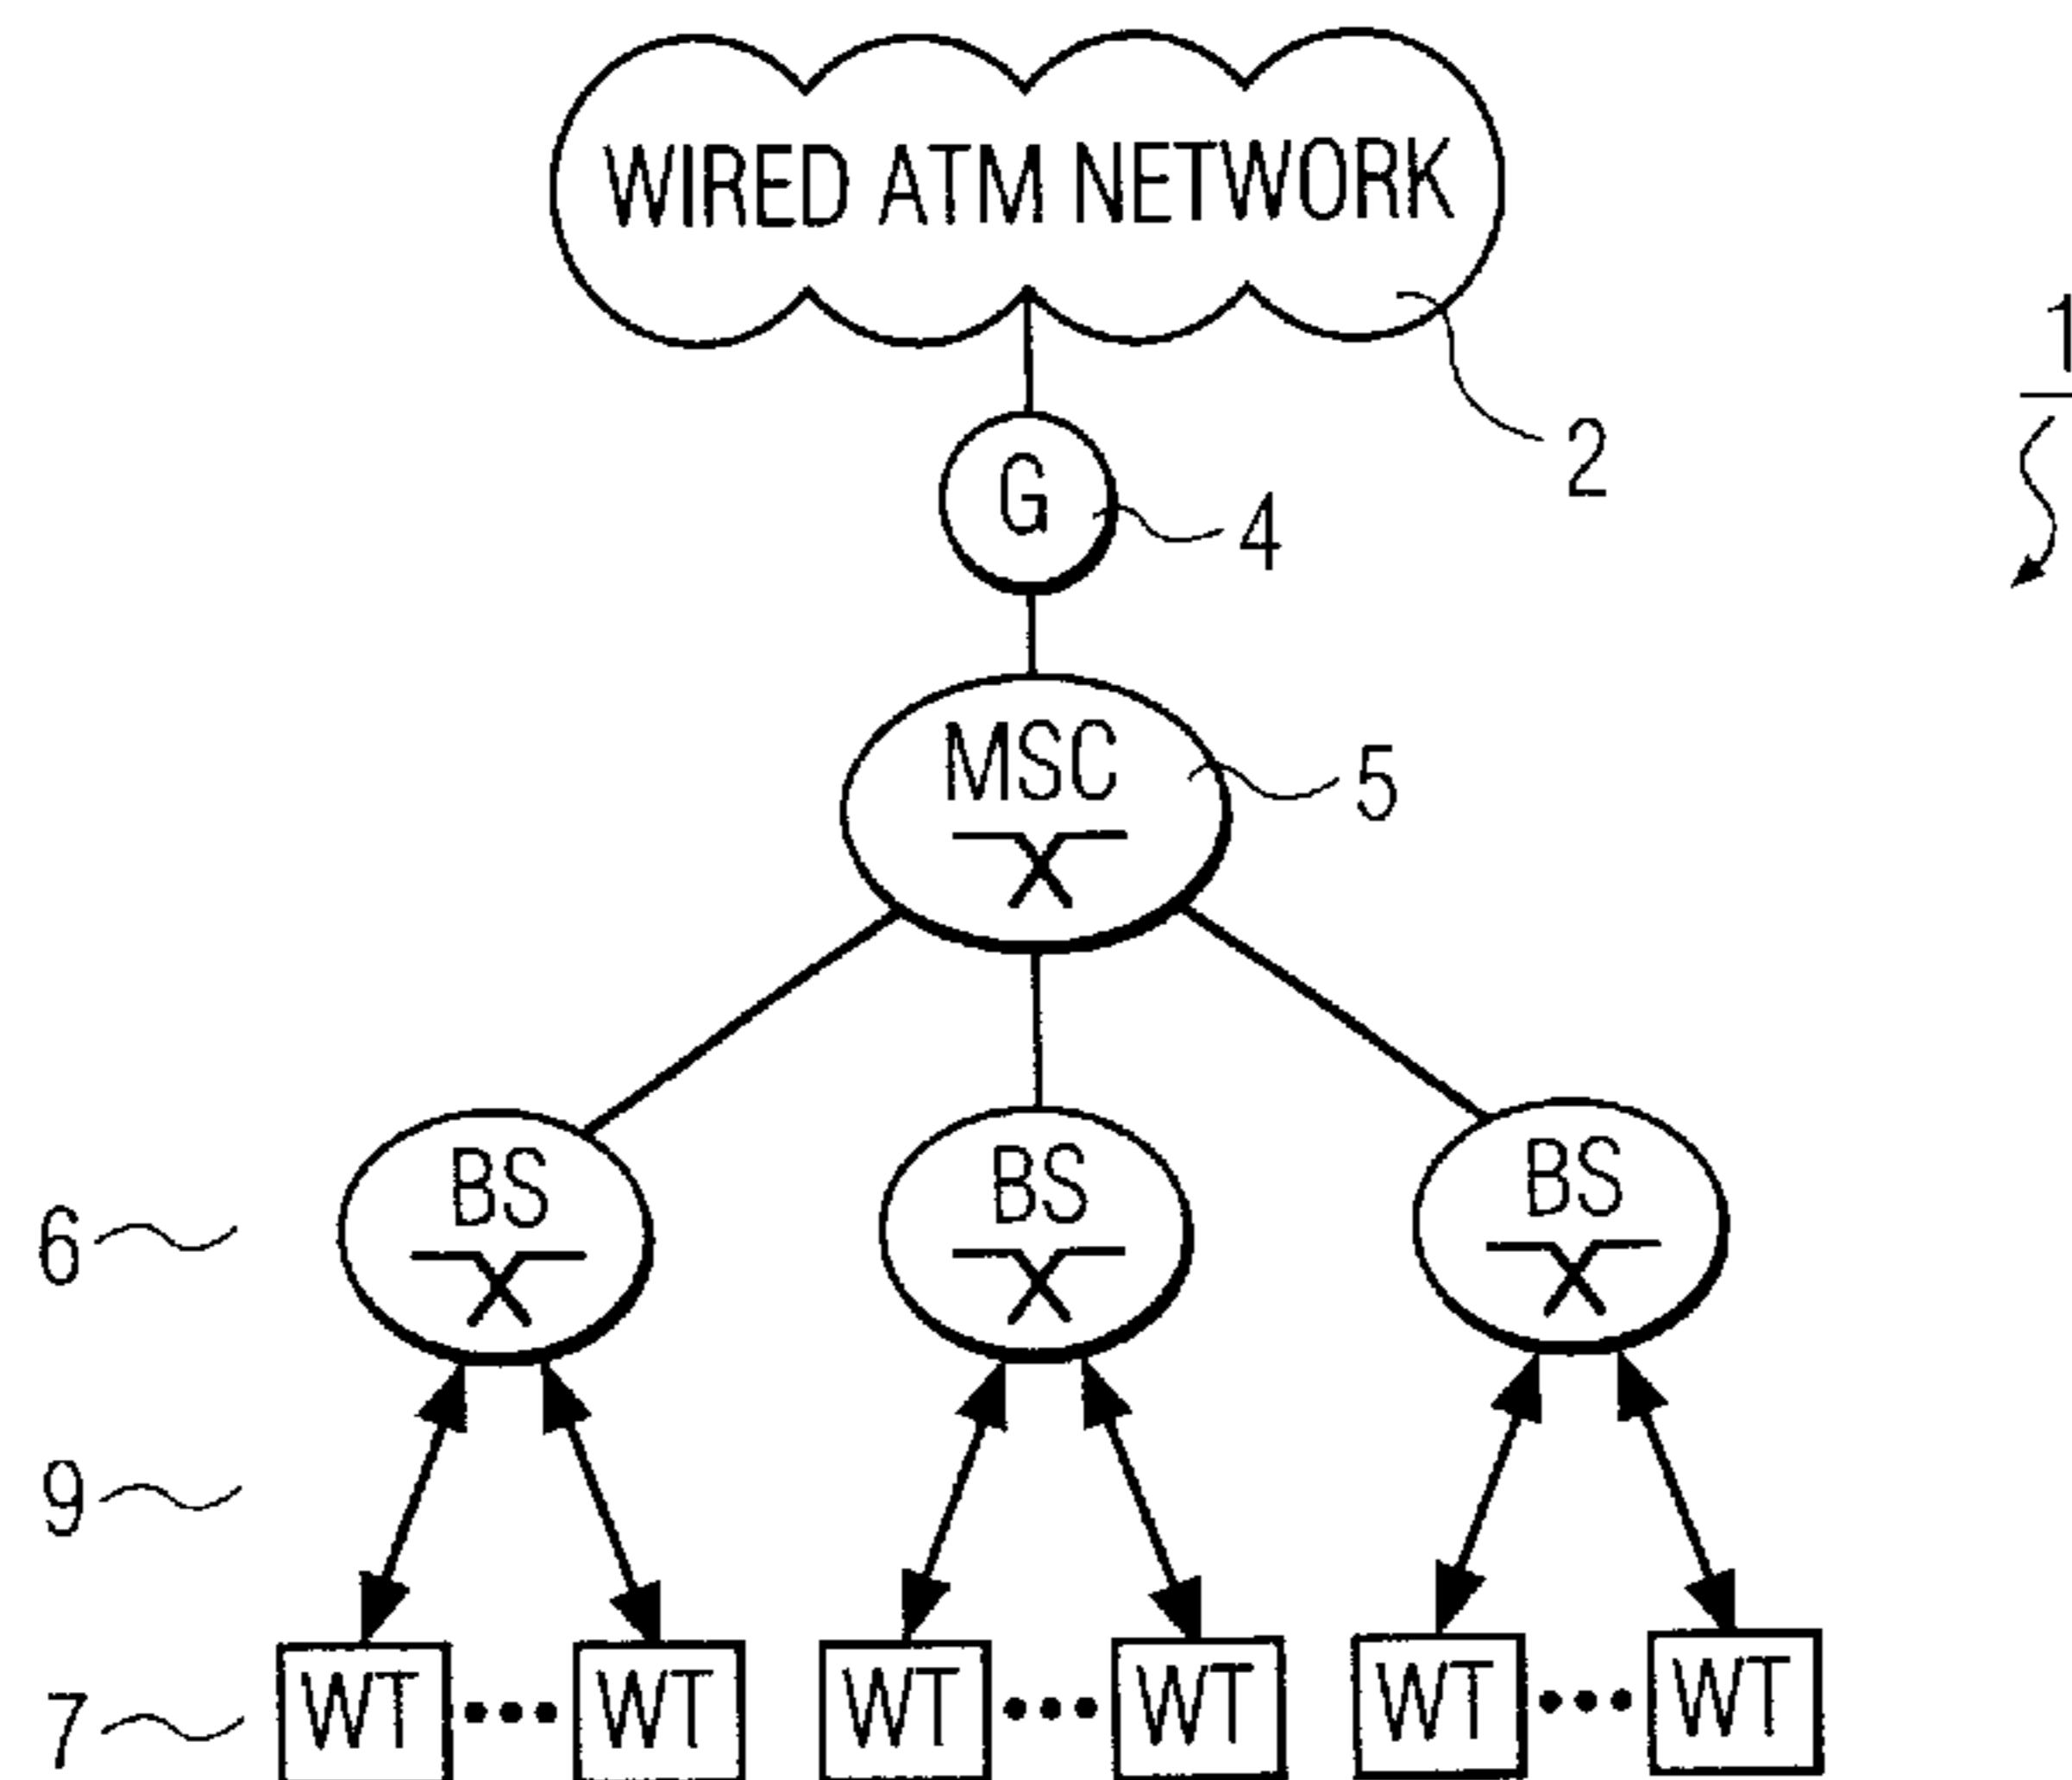 WIRED ATM NETWORK
1
2
G
4
MSC
5
X
BS BS BS
6
X X X
9
7
WT ••• WT WT ••• WT WT ••• WT